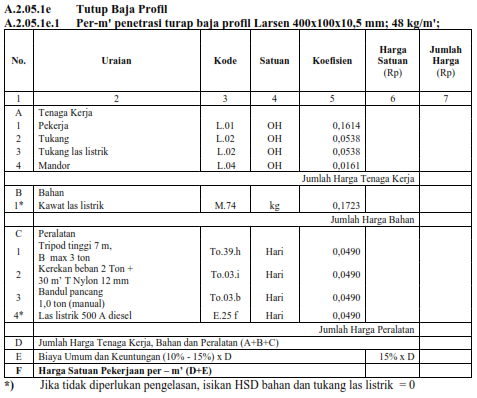 A.2.05.1e Tutup Baja Profil
A.2.05.1e.1 Per-m' penetrasi turap baja profil Larsen 400x100x10,5 mm; 48 kg/m';
No. Uraian Kode Satuan Koefisien Harga Satuan (Rp) Jumlah Harga (Rp)
1 2 3 4 5 6 7
A Tenaga Kerja
1 Pekerja L.01 OH 0,1614
2 Tukang L.02 OH 0,0538
3 Tukang las listrik L.02 OH 0,0538
4 Mandor L.04 OH 0,0161
Jumlah Harga Tenaga Kerja
B Bahan
1* Kawat las listrik M.74 kg 0,1723
Jumlah Harga Bahan
C Peralatan
1 Tripod tinggi 7 m, B max 3 ton To.39.h Hari 0,0490
2 Kerekan beban 2 Ton + 30 m' T Nylon 12 mm To.03.i Hari 0,0490
3 Bandul pancang 1,0 ton (manual) To.03.b Hari 0,0490
4* Las listrik 500 A diesel E.25 f Hari 0,0490
Jumlah Harga Peralatan
D Jumlah Harga Tenaga Kerja, Bahan dan Peralatan (A+B+C)
E Biaya Umum dan Keuntungan (10% - 15%) x D 15% x D
F Harga Satuan Pekerjaan per – m' (D+E)
*) Jika tidak diperlukan pengelasan, isikan HSD bahan dan tukang las listrik = 0